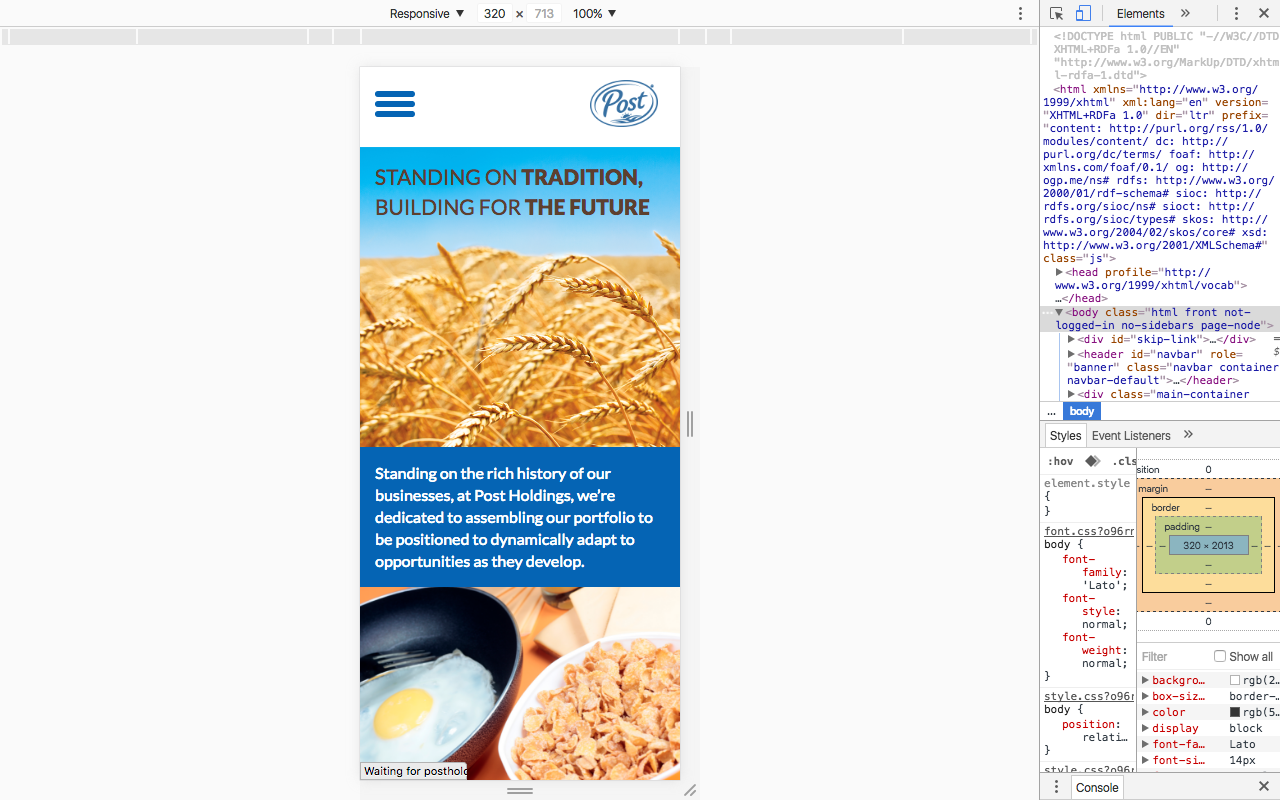 Responsive ▼ 320 × 713 100% ▼
Elements »
Post
STANDING ON TRADITION,
BUILDING FOR THE FUTURE
Standing on the rich history of our
businesses, at Post Holdings, we're
dedicated to assembling our portfolio to
be positioned to dynamically adapt to
opportunities as they develop.
Waiting for posthold
<!DOCTYPE html PUBLIC "-//W3C//DTD
XHTML+RDFa 1.0//EN"
"http://www.w3.org/MarkUp/DTD/xhtm
l-rdfa-1.dtd">
<html xmlns="http://www.w3.org/
1999/xhtml" xml:lang="en" version=
"XHTML+RDFa 1.0" dir="ltr" prefix=
"content: http://purl.org/rss/1.0/
modules/content/ dc: http://
purl.org/dc/terms/ foaf: http://
xmlns.com/foaf/0.1/ og: http://
ogp.me/ns# rdfs: http://www.w3.org/
2000/01/rdf-schema# sioc: http://
rdfs.org/sioc/ns# sioct: http://
rdfs.org/sioc/types# skos: http://
www.w3.org/2004/02/skos/core# xsd:
http://www.w3.org/2001/XMLSchema#"
class="js">
▶<head profile="http://
www.w3.org/1999/xhtml/vocab">
…</head>
▼<body class="html front not-
logged-in no-sidebars page-node">
▶<div id="skip-link">…</div>
▶<header id="navbar" role=
"banner" class="navbar container
navbar-default">…</header>
▶<div class="main-container
... body
Styles Event Listeners »
:hov .cls
element.style
{
}
font.css?o96rn
body {
font-
family:
'Lato';
font-
style:
normal;
font-
weight:
normal;
}
style.css?o96r
body {
position:
relati…
}
style.css?o96r
sition 0
margin –
border –
padding –
– – 320 × 2013 – –
–
–
–
0
Filter Show all
▶ backgro… rgb(2…
▶ box-siz… border-…
▶ color rgb(5…
▶ display block
▶ font-fa… Lato
▶ font-si… 14px
Console